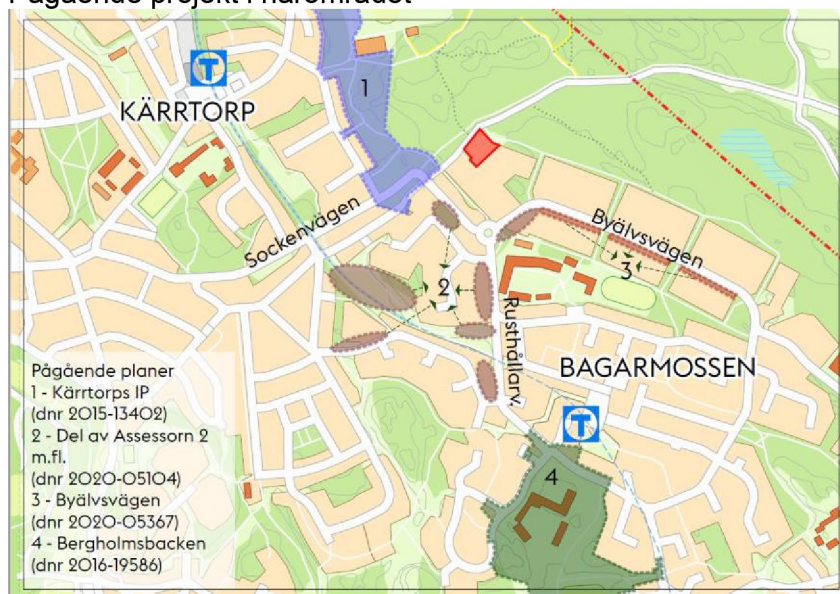 Pågående projekt i närområdet
T
KÄRRTORP
1
Sockenvägen
Byälvsvägen
2
3
Rusthållarv.
BAGARMOSSEN
T
4
Pågående planer
1 - Kärrtorps IP
(dnr 2015-13402)
2 - Del av Assessorn 2
m.fl.
(dnr 2020-05104)
3 - Byälvsvägen
(dnr 2020-05367)
4 - Bergholmsbacken
(dnr 2016-19586)